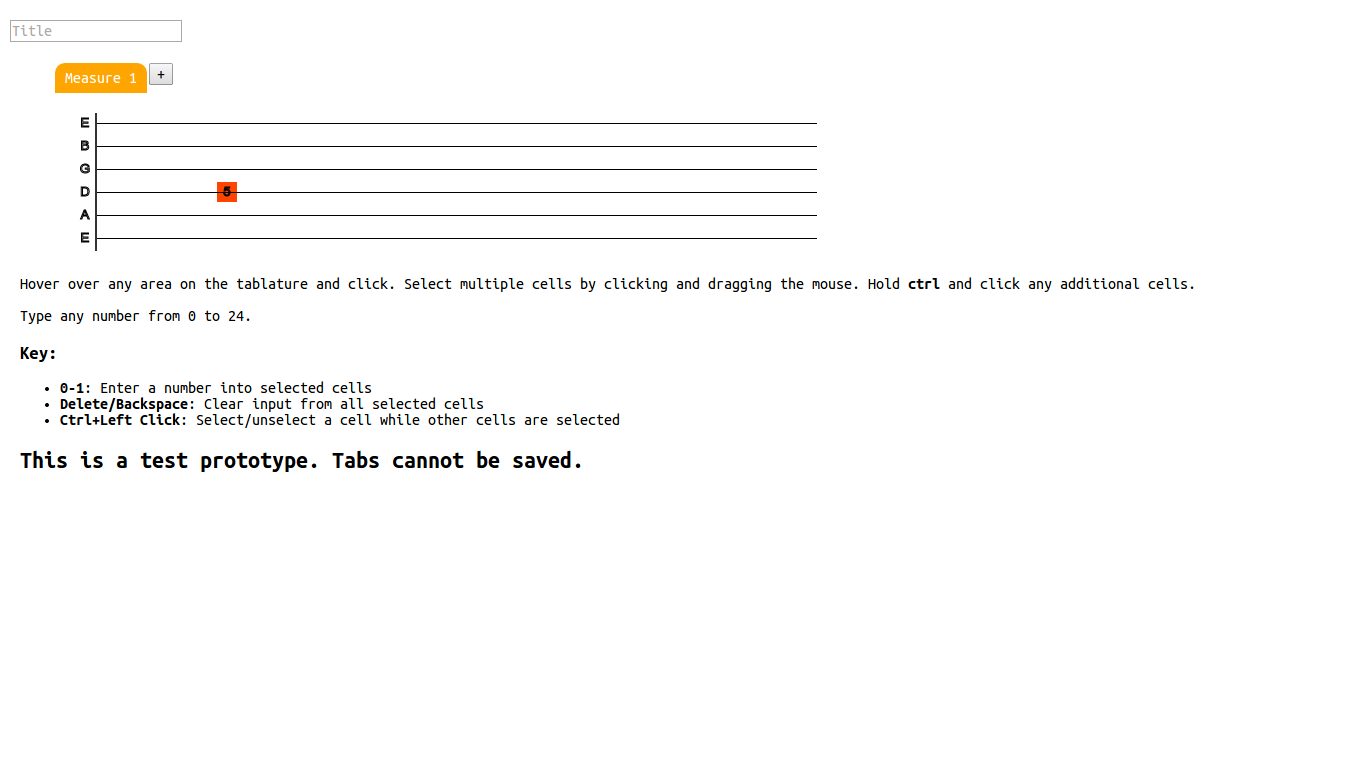 Title
Measure 1 +
E
B
G
D 5
A
E
Hover over any area on the tablature and click. Select multiple cells by clicking and dragging the mouse. Hold ctrl and click any additional cells.
Type any number from 0 to 24.
Key:
• 0-1: Enter a number into selected cells
• Delete/Backspace: Clear input from all selected cells
• Ctrl+Left Click: Select/unselect a cell while other cells are selected
This is a test prototype. Tabs cannot be saved.